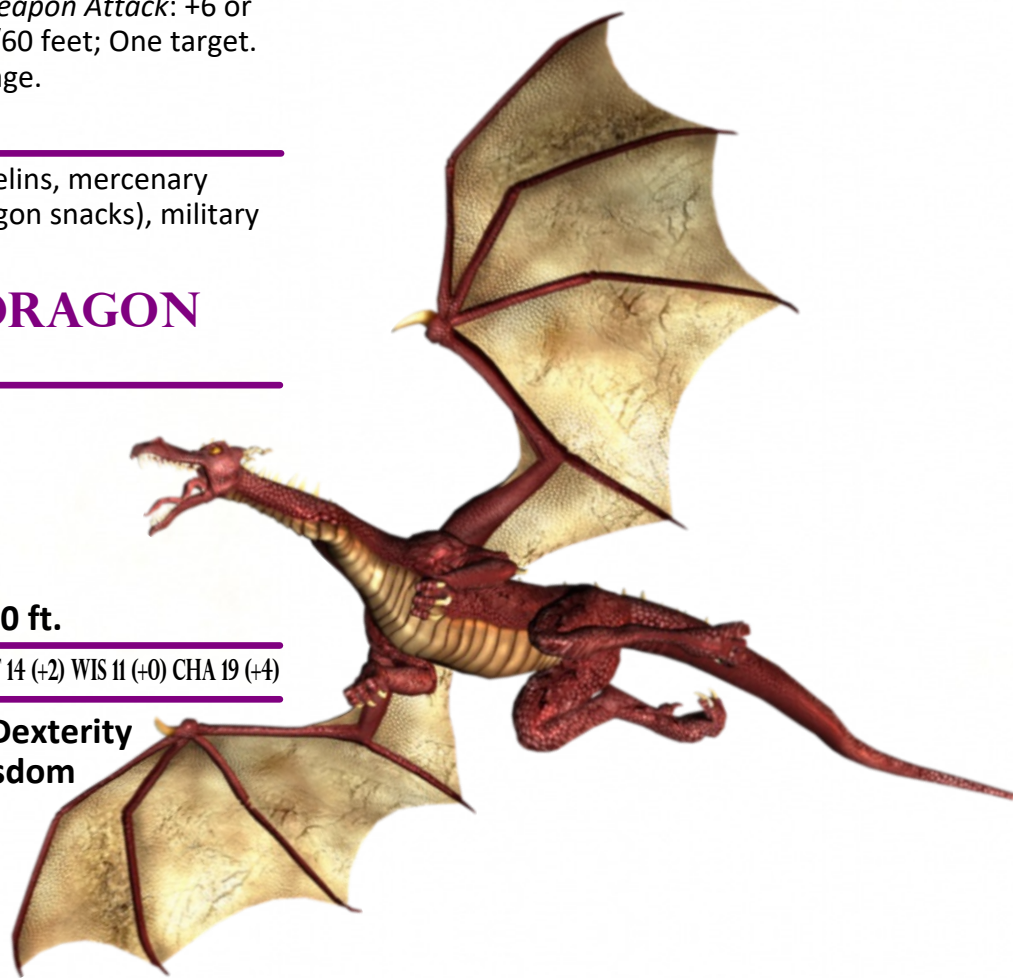 eapon Attack: +6 or
60 feet; One target.
ge.
elins, mercenary
gon snacks), military
DRAGON
0 ft.
14 (+2) WIS 11 (+0) CHA 19 (+4)
Dexterity
sdom